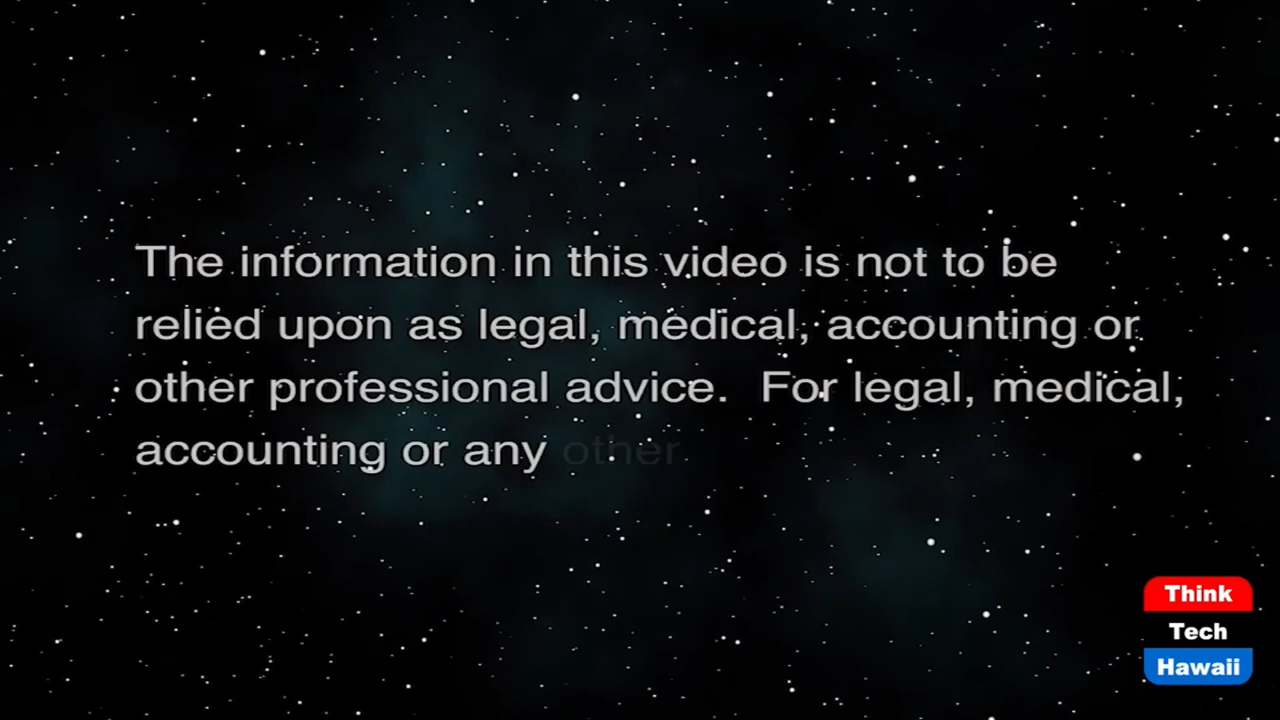 The information in this video is not to be
relied upon as legal, medical, accounting or
other professional advice.  For legal, medical,
accounting or any other
Think
Tech
Hawaii